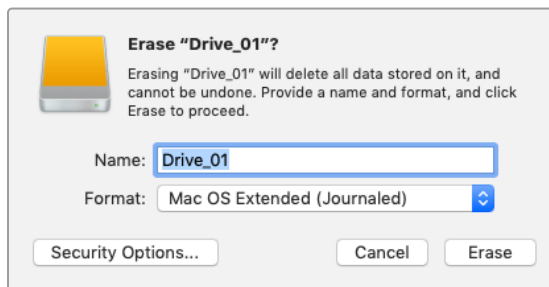 Erase “Drive_01”?
Erasing “Drive_01” will delete all data stored on it, and
cannot be undone. Provide a name and format, and click
Erase to proceed.
Name: Drive_01
Format: Mac OS Extended (Journaled)
Security Options... Cancel Erase